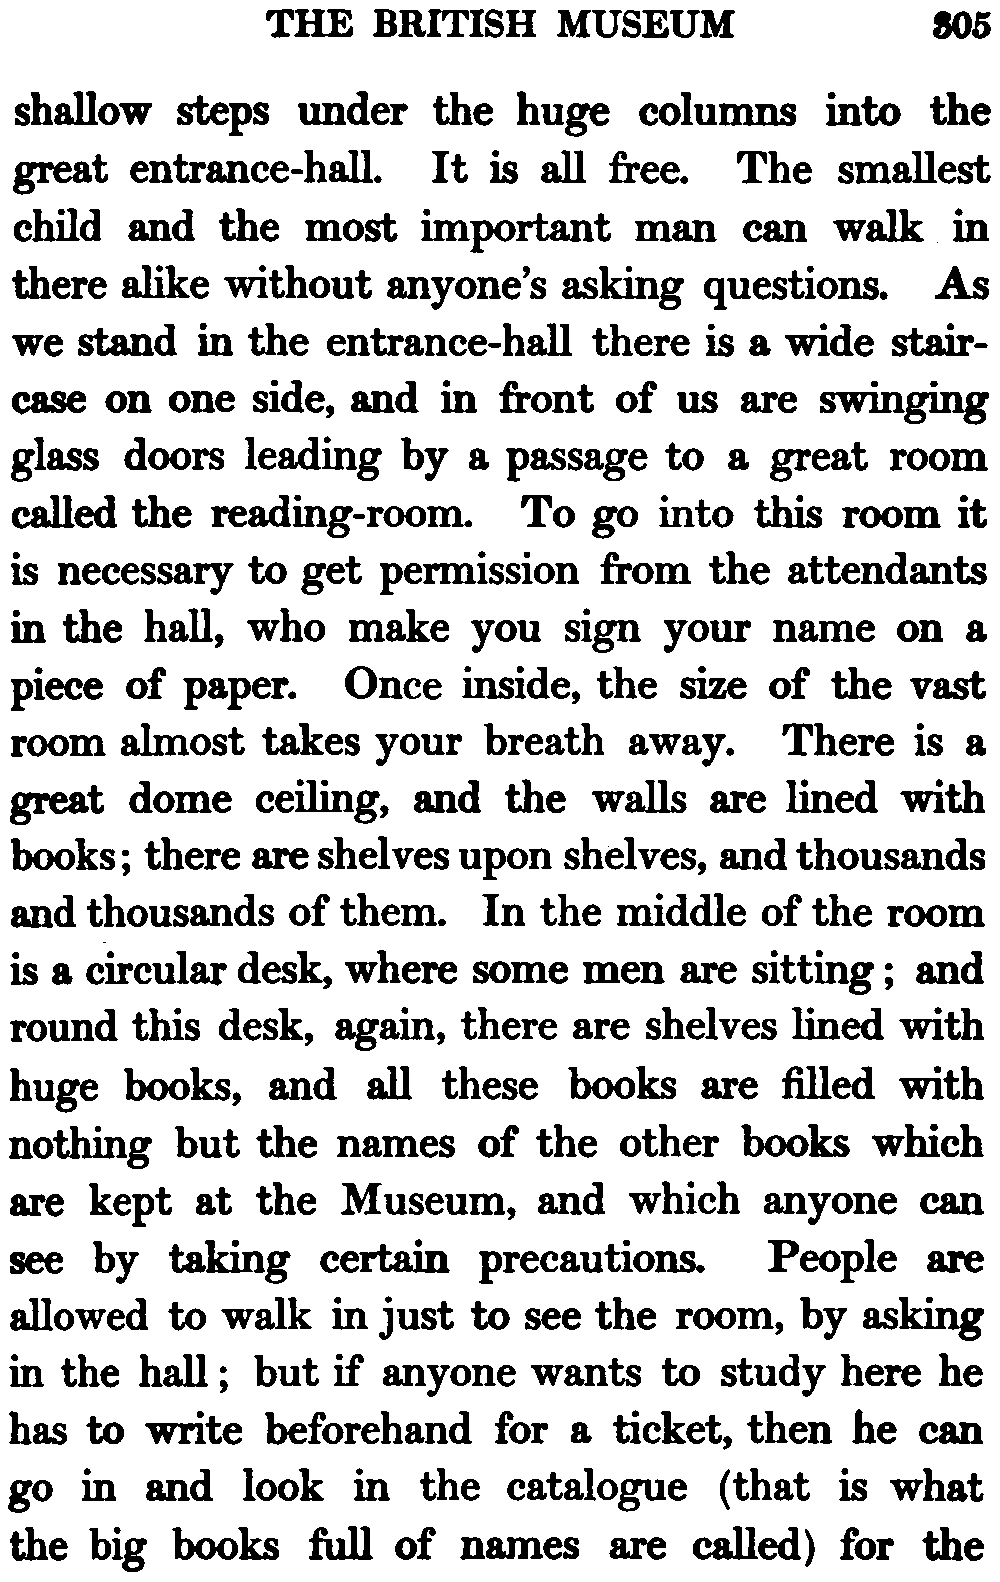 THE BRITISH MUSEUM 305
shallow steps under the huge columns into the
great entrance-hall. It is all free. The smallest
child and the most important man can walk in
there alike without anyone's asking questions. As
we stand in the entrance-hall there is a wide stair-
case on one side, and in front of us are swinging
glass doors leading by a passage to a great room
called the reading-room. To go into this room it
is necessary to get permission from the attendants
in the hall, who make you sign your name on a
piece of paper. Once inside, the size of the vast
room almost takes your breath away. There is a
great dome ceiling, and the walls are lined with
books; there are shelves upon shelves, and thousands
and thousands of them. In the middle of the room
is a circular desk, where some men are sitting; and
round this desk, again, there are shelves lined with
huge books, and all these books are filled with
nothing but the names of the other books which
are kept at the Museum, and which anyone can
see by taking certain precautions. People are
allowed to walk in just to see the room, by asking
in the hall; but if anyone wants to study here he
has to write beforehand for a ticket, then he can
go in and look in the catalogue (that is what
the big books full of names are called) for the